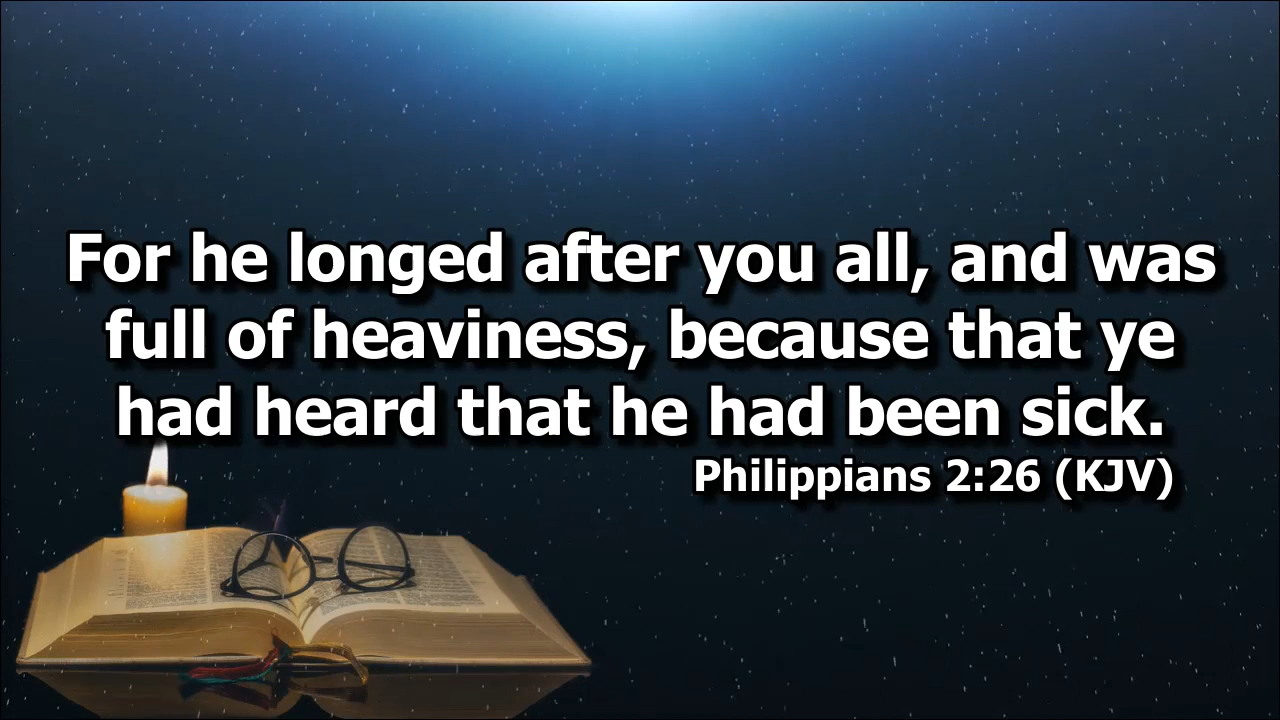 For he longed after you all, and was
full of heaviness, because that ye
had heard that he had been sick.
Philippians 2:26 (KJV)